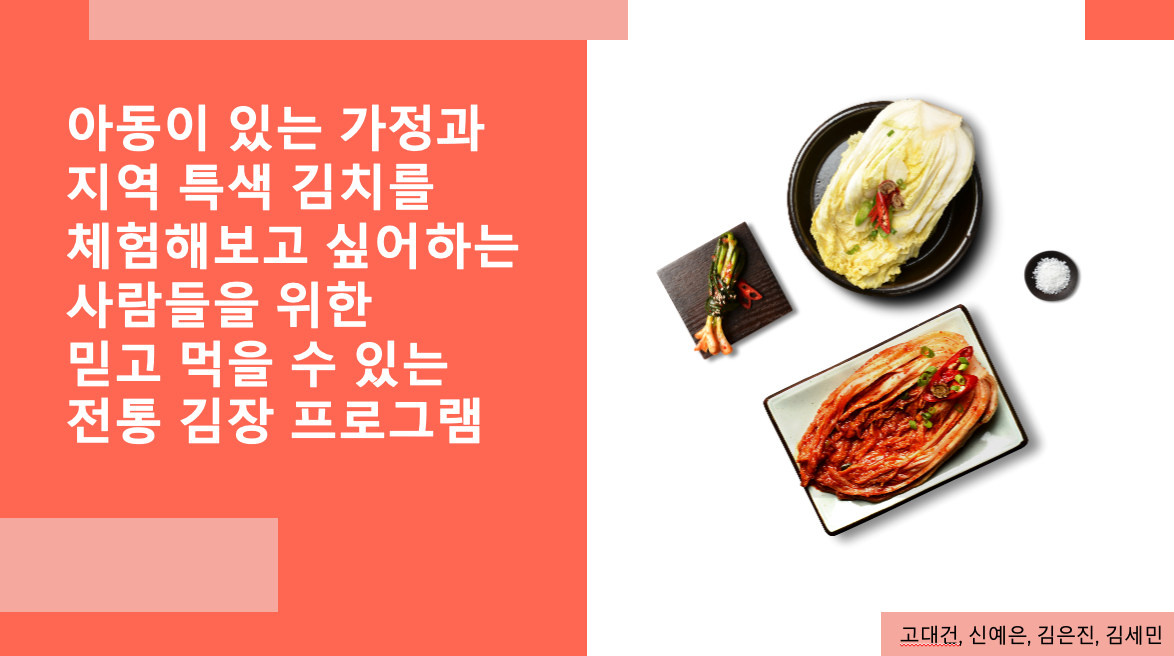 아동이 있는 가정과
지역 특색 김치를
체험해보고 싶어하는
사람들을 위한
믿고 먹을 수 있는
전통 김장 프로그램
고대건, 신예은, 김은진, 김세민